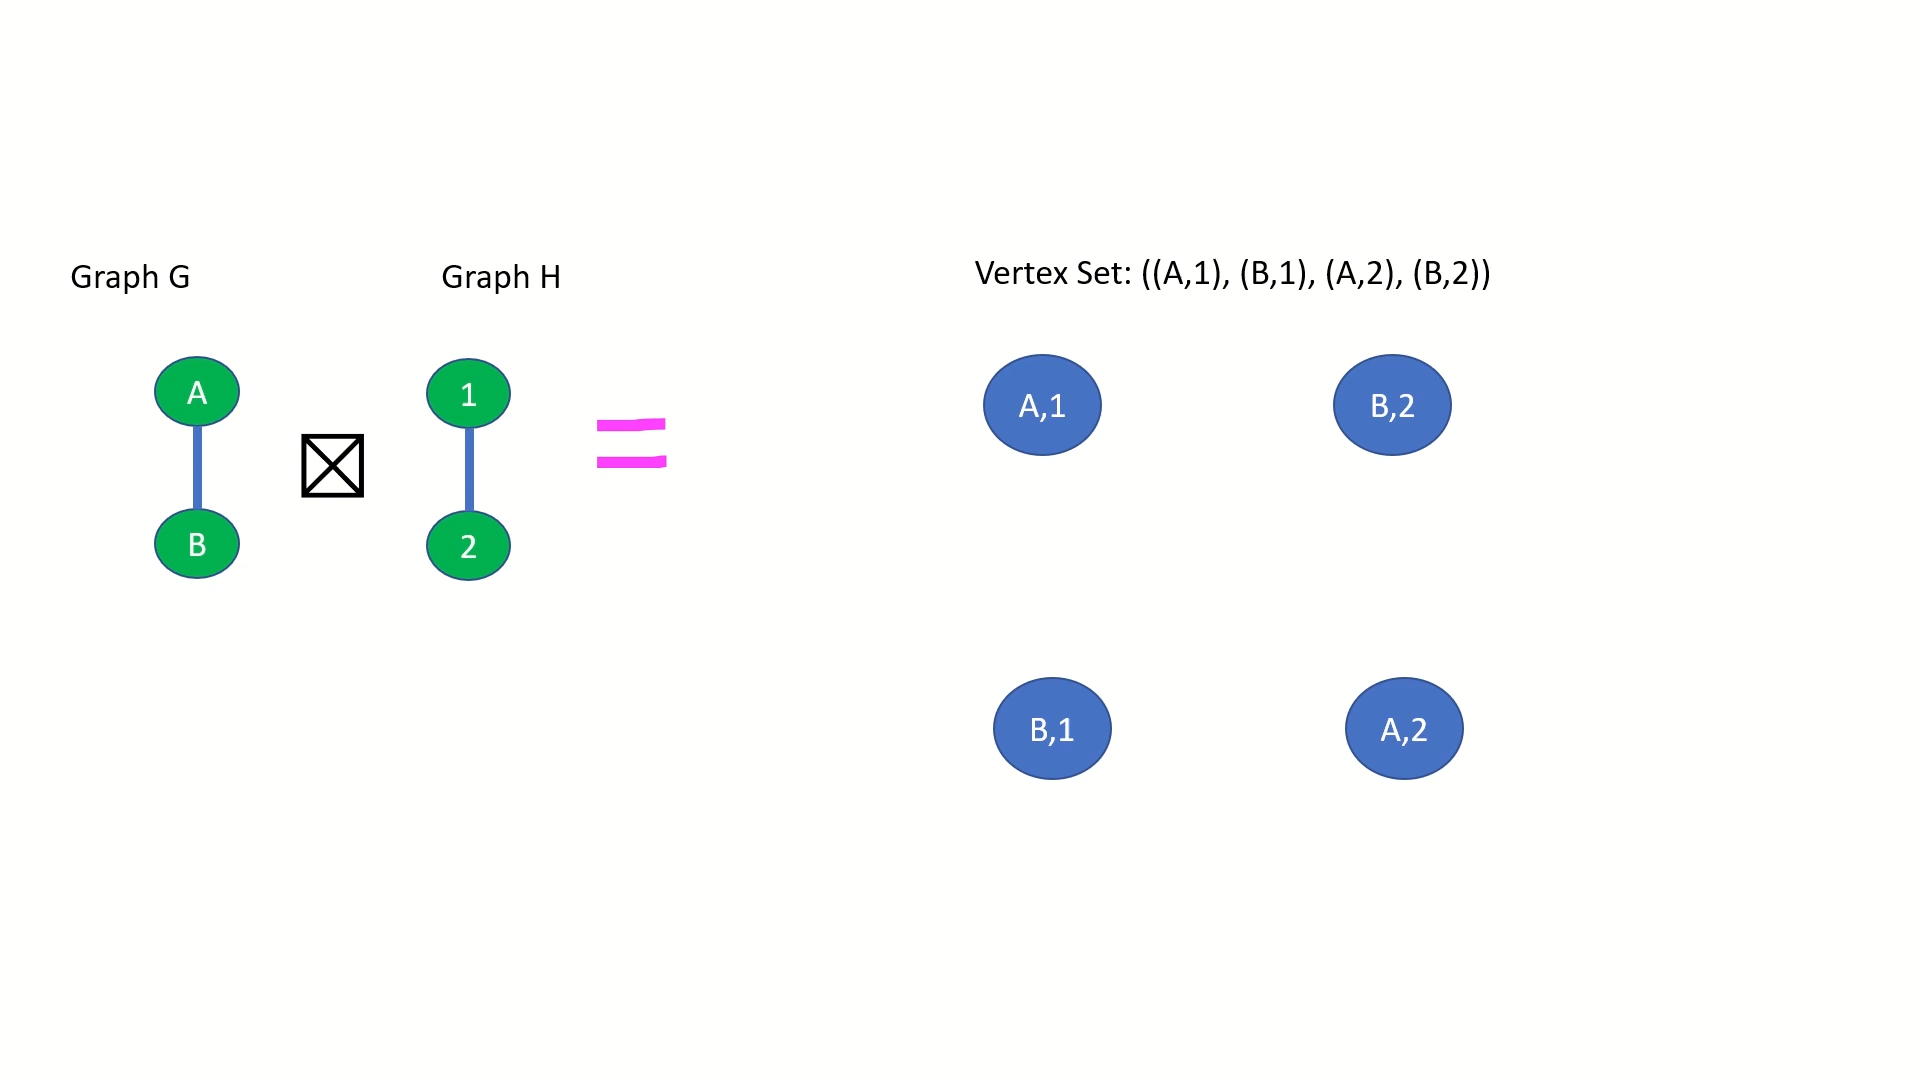 Graph G
Graph H
Vertex Set: ((A,1), (B,1), (A,2), (B,2))
A
1
=
A,1
B,2
B
2
B,1
A,2